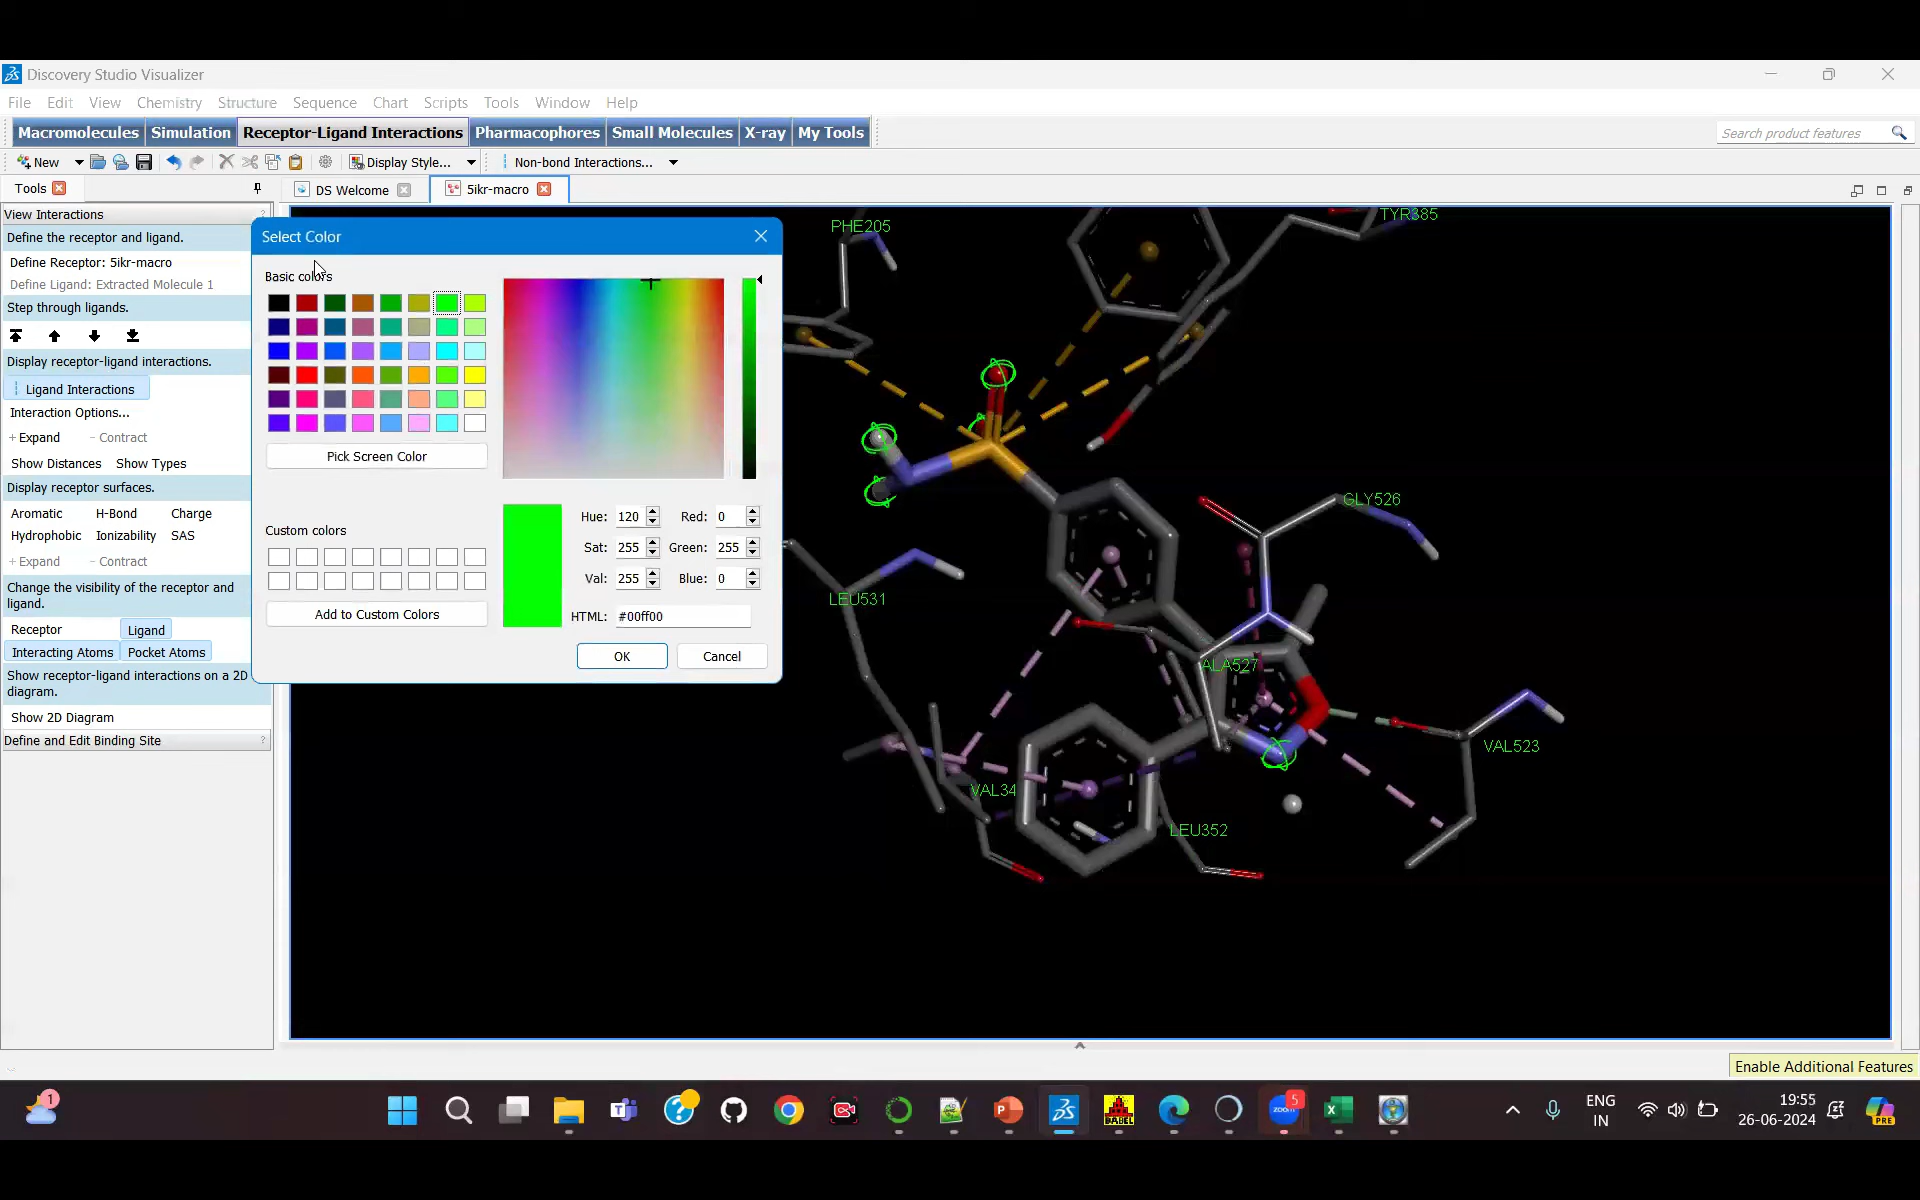 Discovery Studio Visualizer
File Edit View Chemistry Structure Sequence Chart Scripts Tools Window Help
Macromolecules Simulation Receptor-Ligand Interactions Pharmacophores Small Molecules X-ray My Tools
Search product features
New Display Style... Non-bond Interactions...
Tools DS Welcome 5ikr-macro
View Interactions ?
Define the receptor and ligand.
Define Receptor: 5ikr-macro
Define Ligand: Extracted Molecule 1
Step through ligands.
Display receptor-ligand interactions.
Ligand Interactions
Interaction Options...
+ Expand - Contract
Show Distances Show Types
Display receptor surfaces.
Aromatic H-Bond Charge
Hydrophobic Ionizability SAS
+ Expand - Contract
Change the visibility of the receptor and
ligand.
Receptor Ligand
Interacting Atoms Pocket Atoms
Show receptor-ligand interactions on a 2D
diagram.
Show 2D Diagram
Define and Edit Binding Site ?
Select Color
Basic colors
Pick Screen Color
Custom colors
Add to Custom Colors
Hue: 120 Red: 0
Sat: 255 Green: 255
Val: 255 Blue: 0
HTML: #00ff00
OK Cancel
PHE205
TYR385
GLY526
LEU531
ALA527
VAL523
VAL34
LEU352
Enable Additional Features
1
BABEL
zoom
5
ENG
IN
19:55
26-06-2024
PRE